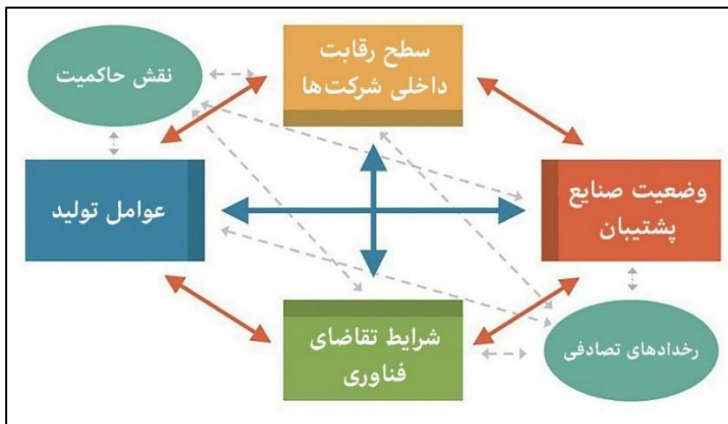 سطح رقابت
داخلی شرکت‌ها
نقش حاکمیت
عوامل تولید
وضعیت صنایع
پشتیبان
شرایط تقاضای
فناوری
رخدادهای تصادفی